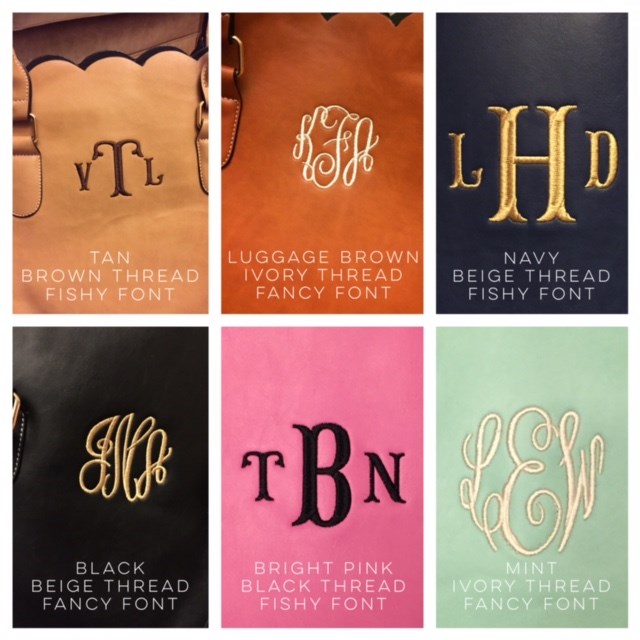 VTL
TAN
BROWN THREAD
FISHY FONT
KFA
LUGGAGE BROWN
IVORY THREAD
FANCY FONT
LHD
NAVY
BEIGE THREAD
FISHY FONT
BLACK
BEIGE THREAD
FANCY FONT
TBN
BRIGHT PINK
BLACK THREAD
FISHY FONT
LEW
MINT
IVORY THREAD
FANCY FONT